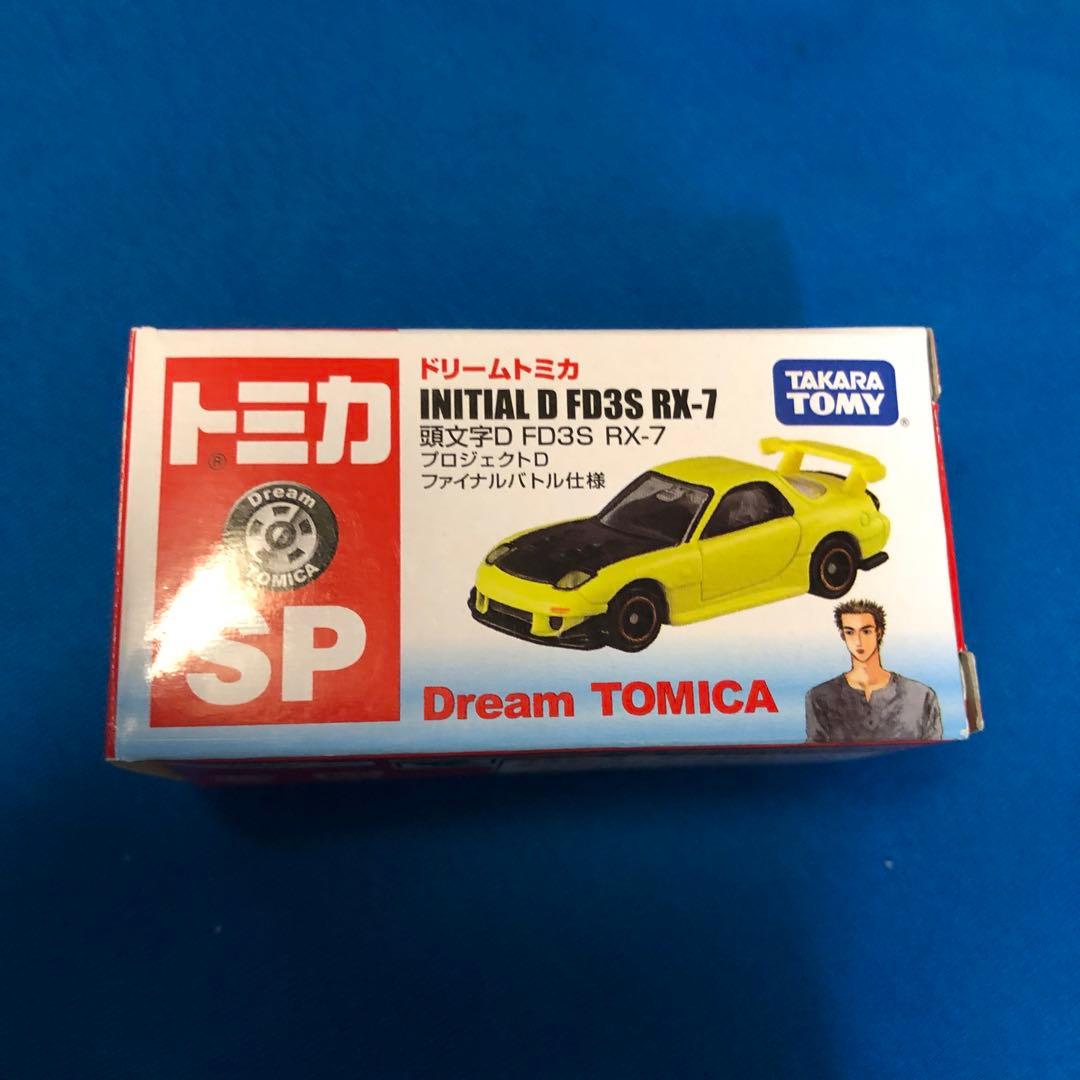 トミカ
®
Dream
TOMICA
SP
ドリームトミカ
INITIAL D FD3S RX-7
頭文字D FD3S RX-7
プロジェクトD
ファイナルバトル仕様
TAKARA
TOMY
®
Dream TOMICA